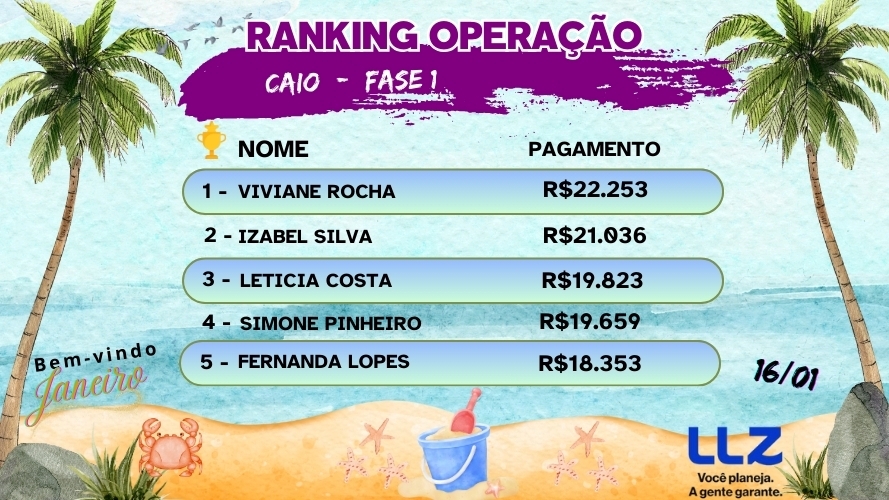 RANKING OPERAÇÃO
CAIO - FASE 1
NOME PAGAMENTO
1 - VIVIANE ROCHA R$22.253
2 - IZABEL SILVA R$21.036
3 - LETICIA COSTA R$19.823
4 - SIMONE PINHEIRO R$19.659
5 - FERNANDA LOPES R$18.353
Bem-vindo
Janeiro
16/01
LLZ
Você planeja.
A gente garante.